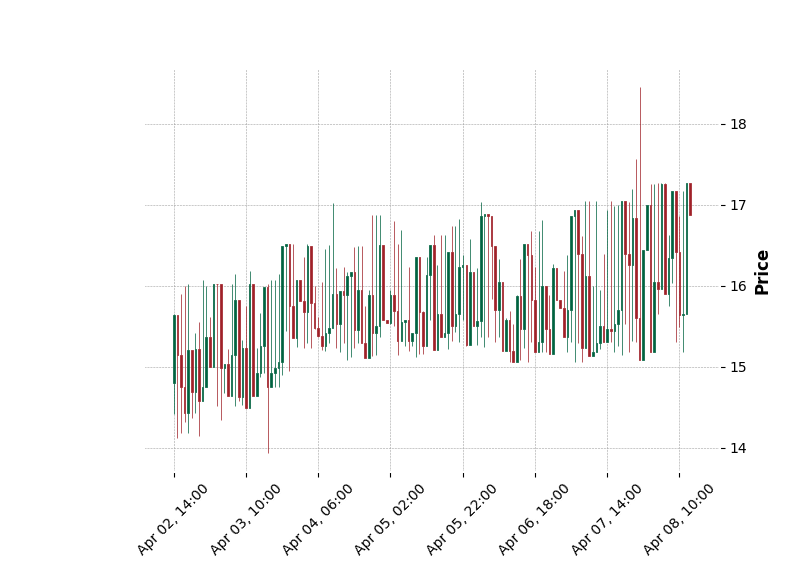 18
17
16
15
14
Price
Apr 02, 14:00
Apr 03, 10:00
Apr 04, 06:00
Apr 05, 02:00
Apr 05, 22:00
Apr 06, 18:00
Apr 07, 14:00
Apr 08, 10:00